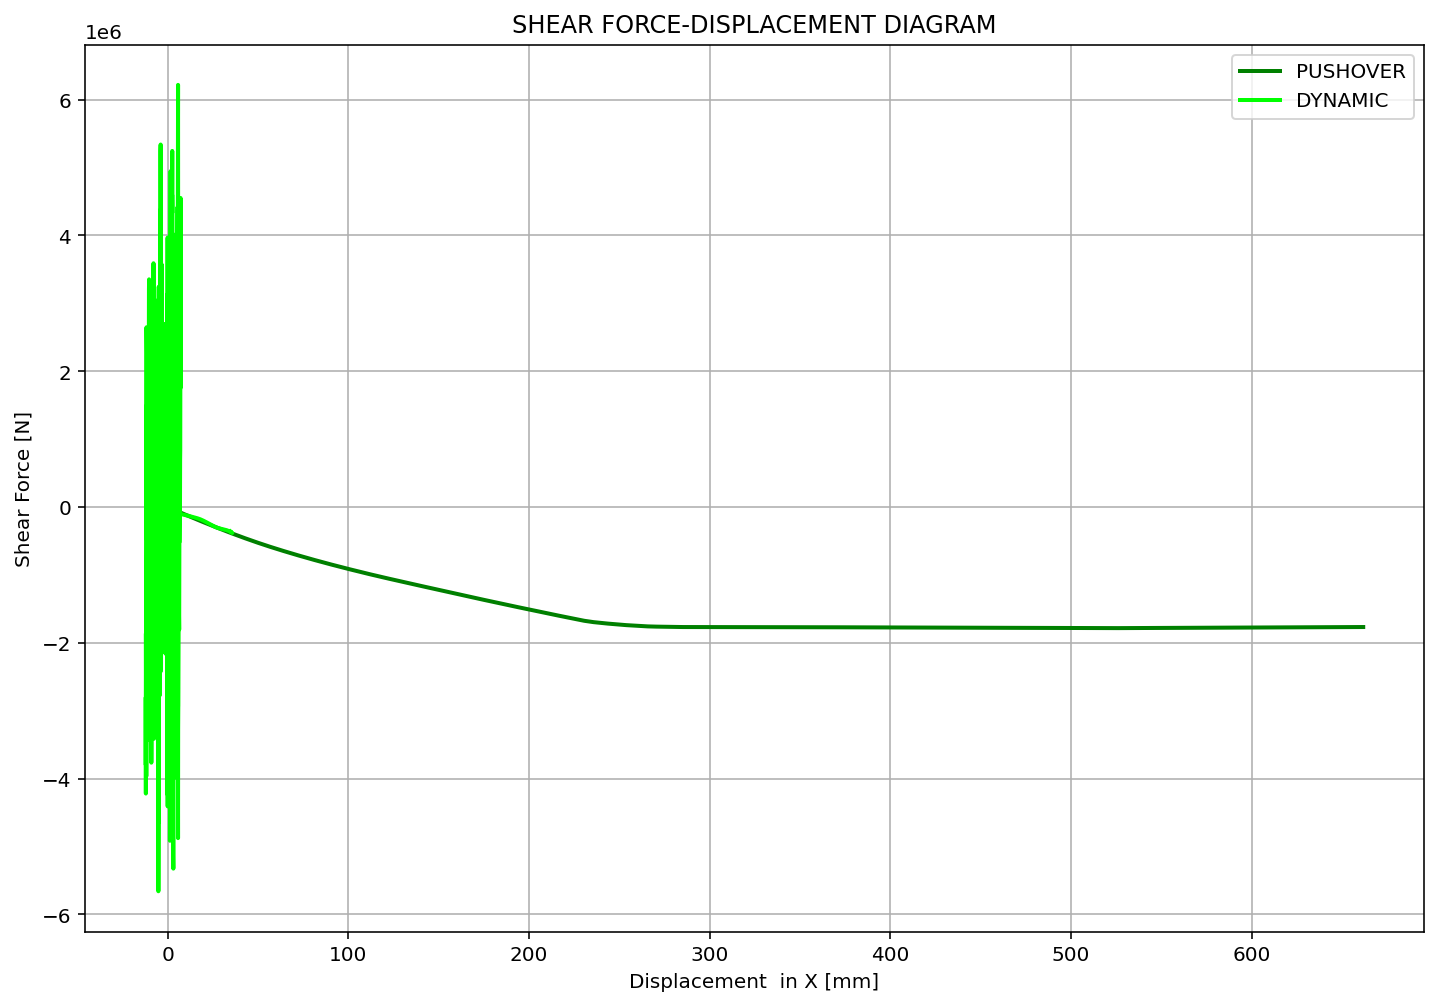 SHEAR FORCE-DISPLACEMENT DIAGRAM
1e6
PUSHOVER
DYNAMIC
6
4
2
0
−2
−4
−6
Shear Force [N]
0 100 200 300 400 500 600
Displacement  in X [mm]